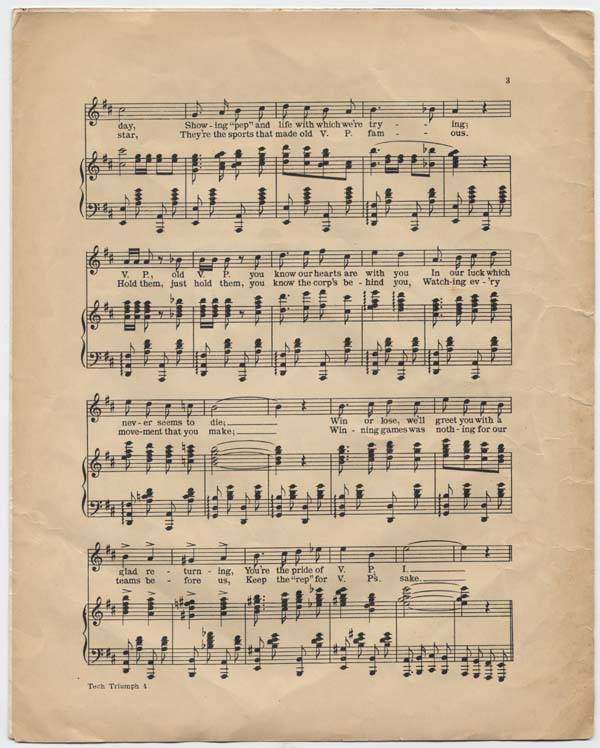 3
day, Show-ing "pep" and life with which we're try - - ing;
star, They're the sports that made old V. P. fam - - ous.
V. P., old V. P. you know our hearts are with you In our luck which
Hold them, just hold them, you know the corp's be - hind you, Watch-ing ev-'ry
nev-er seems to die; Win or lose, we'll greet you with a
move-ment that you make; Win - ning games was noth-ing for our
glad re - turn - ing, You're the pride of V. P. I.
teams be - fore us, Keep the "rep" for V. P's. sake.
Tech Triumph 4